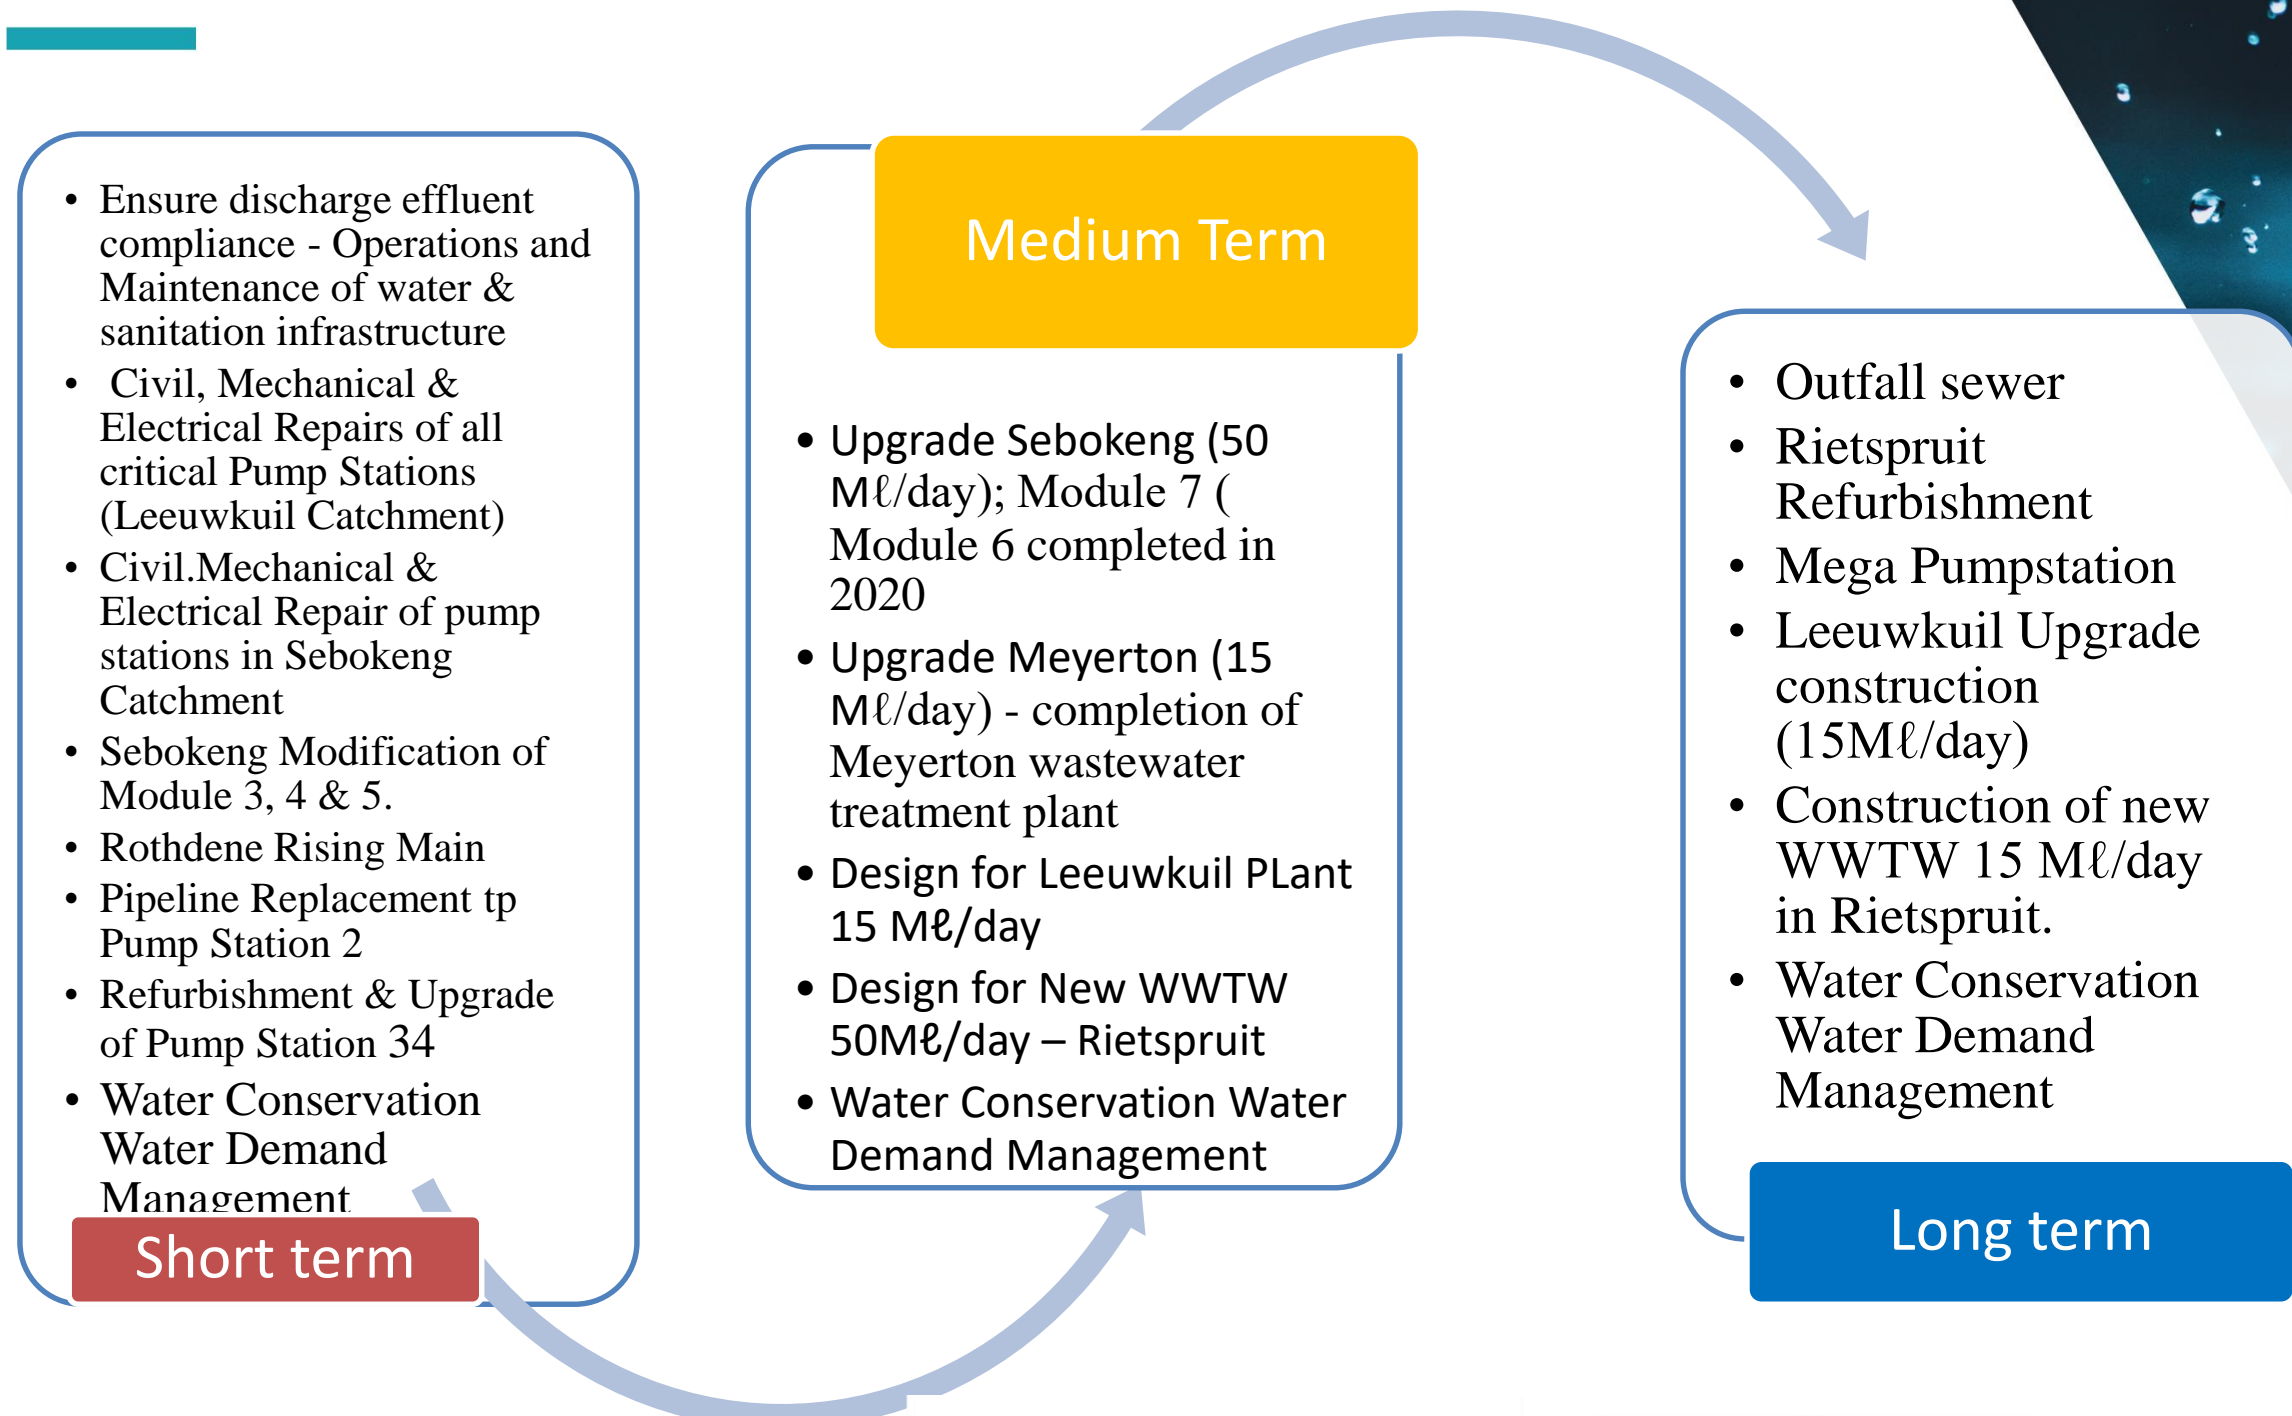 • Ensure discharge effluent
compliance - Operations and
Maintenance of water &
sanitation infrastructure
• Civil, Mechanical &
Electrical Repairs of all
critical Pump Stations
(Leeuwkuil Catchment)
• Civil.Mechanical &
Electrical Repair of pump
stations in Sebokeng
Catchment
• Sebokeng Modification of
Module 3, 4 & 5.
• Rothdene Rising Main
• Pipeline Replacement tp
Pump Station 2
• Refurbishment & Upgrade
of Pump Station 34
• Water Conservation
Water Demand
Management
Short term
Medium Term
• Upgrade Sebokeng (50
Mℓ/day); Module 7 (
Module 6 completed in
2020
• Upgrade Meyerton (15
Mℓ/day) - completion of
Meyerton wastewater
treatment plant
• Design for Leeuwkuil PLant
15 Mℓ/day
• Design for New WWTW
50Mℓ/day – Rietspruit
• Water Conservation Water
Demand Management
• Outfall sewer
• Rietspruit
Refurbishment
• Mega Pumpstation
• Leeuwkuil Upgrade
construction
(15Mℓ/day)
• Construction of new
WWTW 15 Mℓ/day
in Rietspruit.
• Water Conservation
Water Demand
Management
Long term